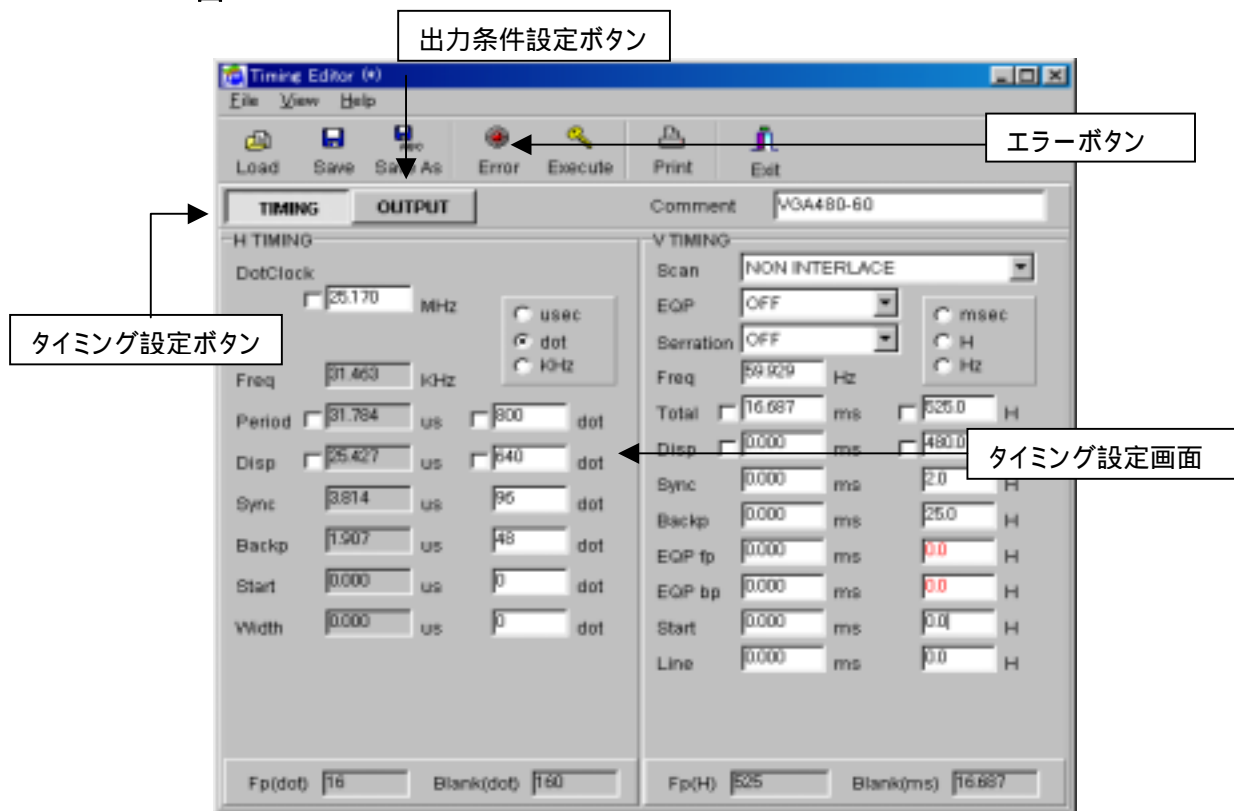 出力条件設定ボタン
Timing Editor (*)
File View Help
エラーボタン
Load Save Save As Error Execute Print Exit
TIMING OUTPUT Comment VGA480-60
H TIMING
DotClock
25.170 MHz
usec
dot
KHz
タイミング設定ボタン
Freq 31.463 KHz
Period 31.784 us 800 dot
Disp 25.427 us 640 dot
Sync 3.814 us 96 dot
Backp 1.907 us 48 dot
Start 0.000 us 0 dot
Width 0.000 us 0 dot
Fp(dot) 16 Blank(dot) 160
V TIMING
Scan NON INTERLACE
EQP OFF
Serration OFF
msec
H
Hz
Freq 59.929 Hz
Total 16.687 ms 525.0 H
Disp 0.000 ms 480.0
タイミング設定画面
Sync 0.000 ms 2.0 H
Backp 0.000 ms 25.0 H
EQP fp 0.000 ms 0.0 H
EQP bp 0.000 ms 0.0 H
Start 0.000 ms 0.0 H
Line 0.000 ms 0.0 H
Fp(H) 525 Blank(ms) 16.687